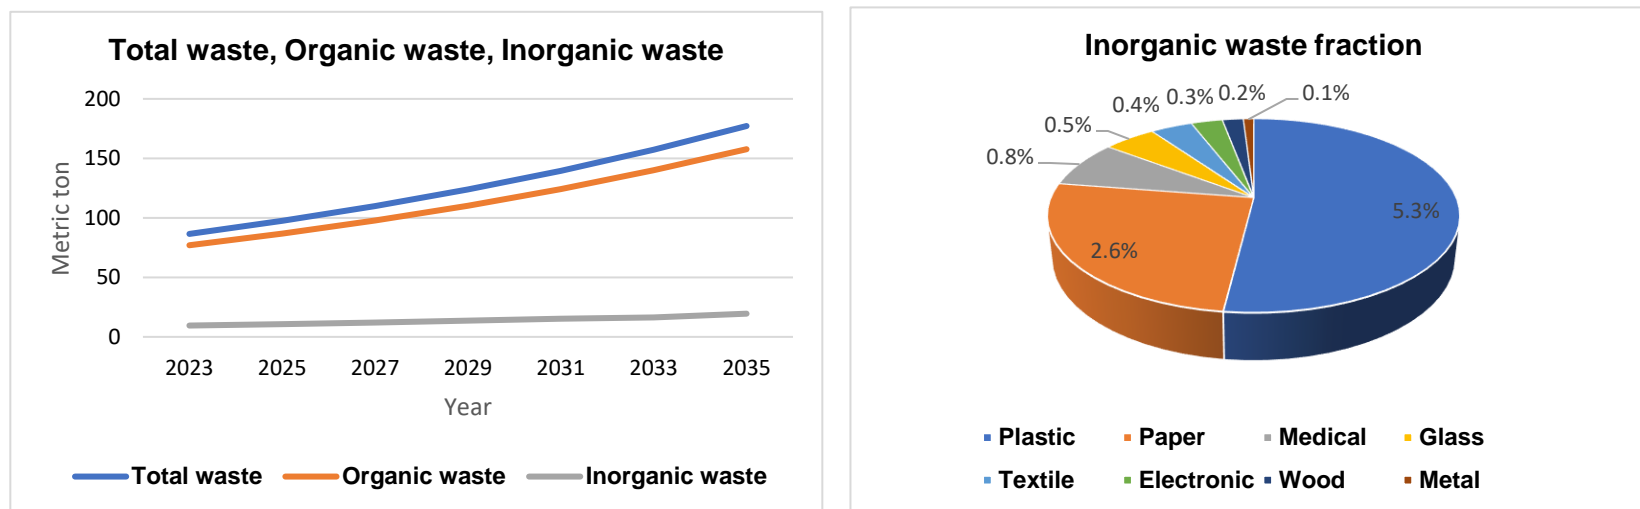 Total waste, Organic waste, Inorganic waste
200
150
100
50
0
Metric ton
2023 2025 2027 2029 2031 2033 2035
Year
Total waste Organic waste Inorganic waste
Inorganic waste fraction
0.4% 0.3% 0.2% 0.1%
0.5%
0.8%
5.3%
2.6%
Plastic Paper Medical Glass
Textile Electronic Wood Metal